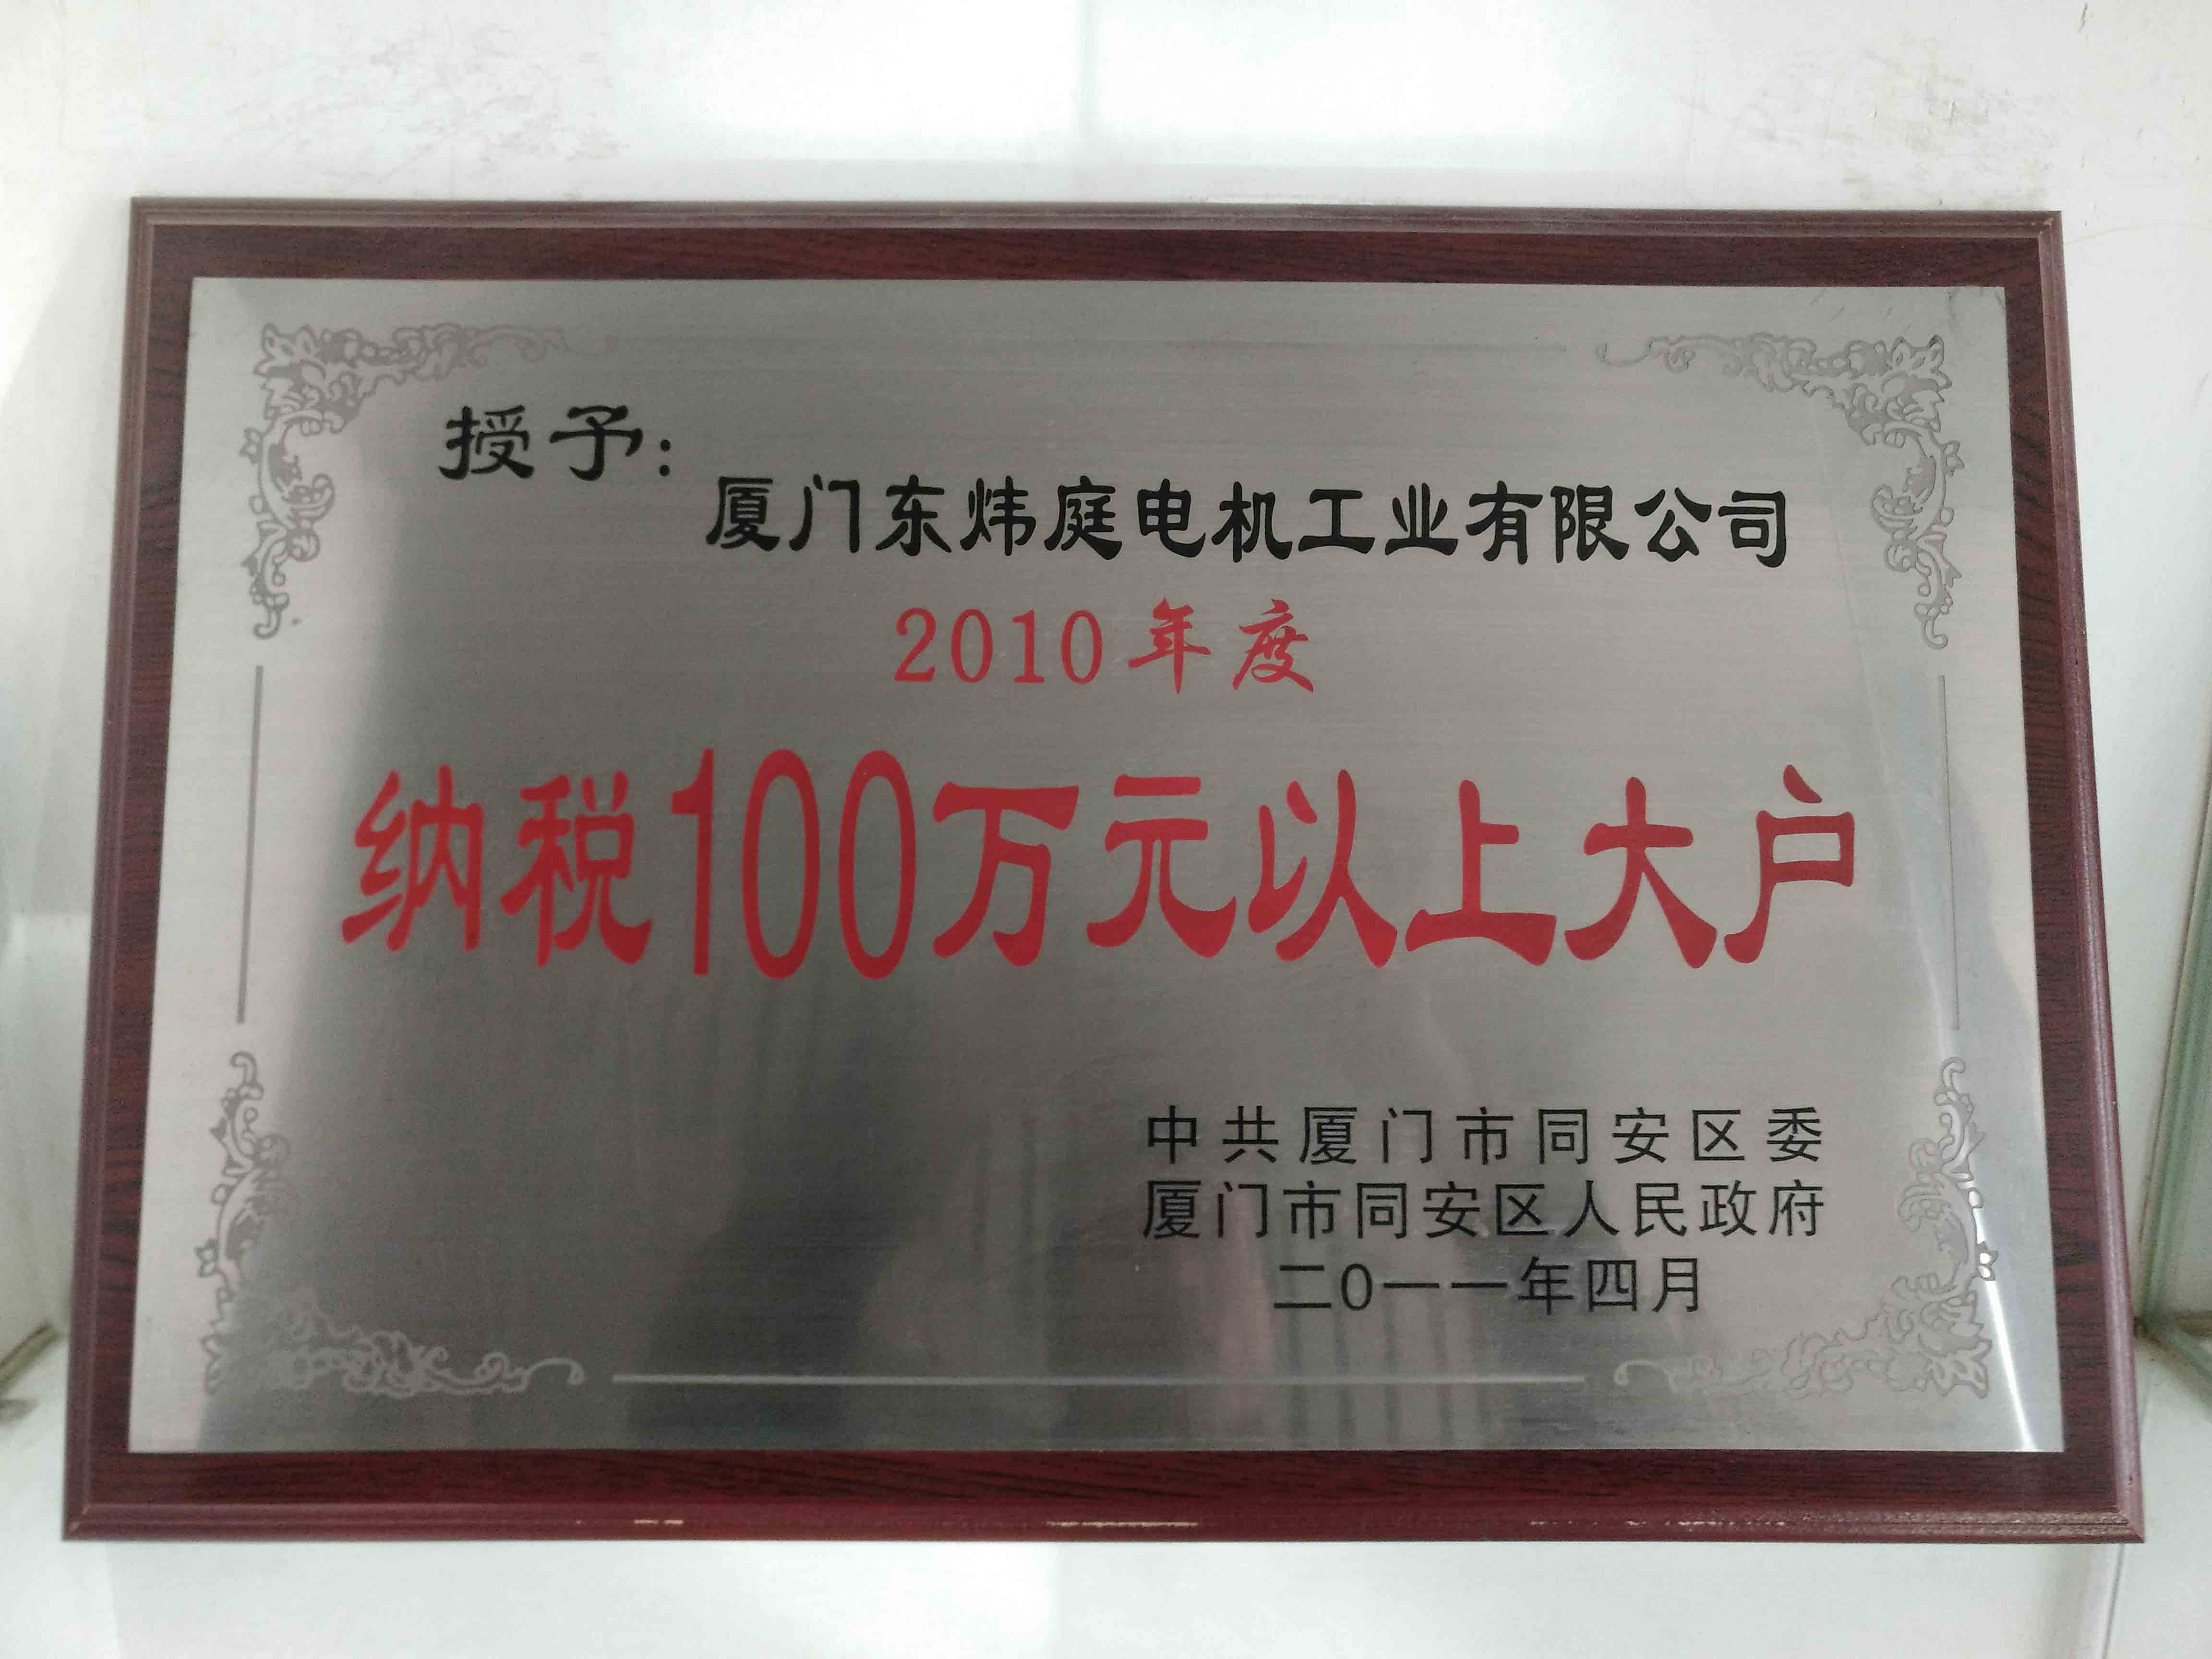 授予:
厦门东炜庭电机工业有限公司
2010年度
纳税100万元以上大户
中共厦门市同安区委
厦门市同安区人民政府
二0一一年四月